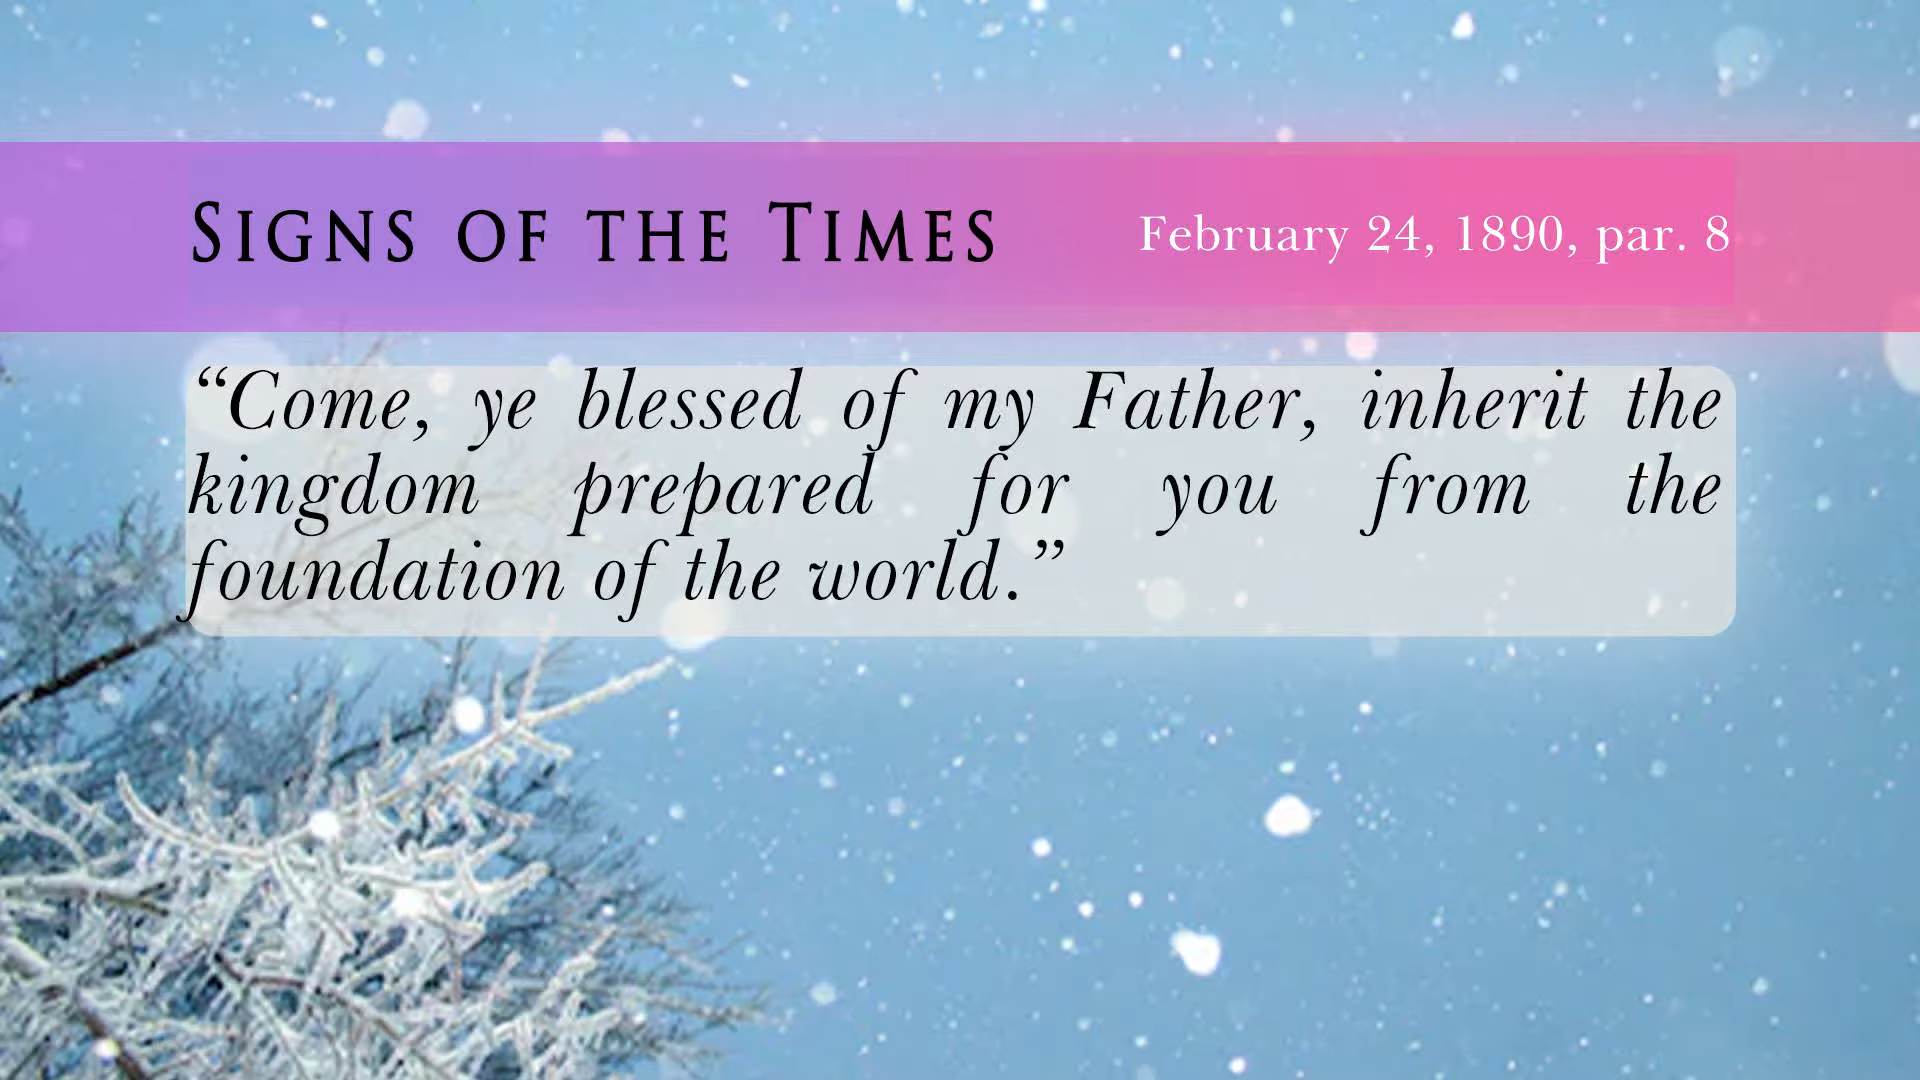 Signs of the Times
February 24, 1890, par. 8
“Come, ye blessed of my Father, inherit the
kingdom prepared for you from the
foundation of the world.”